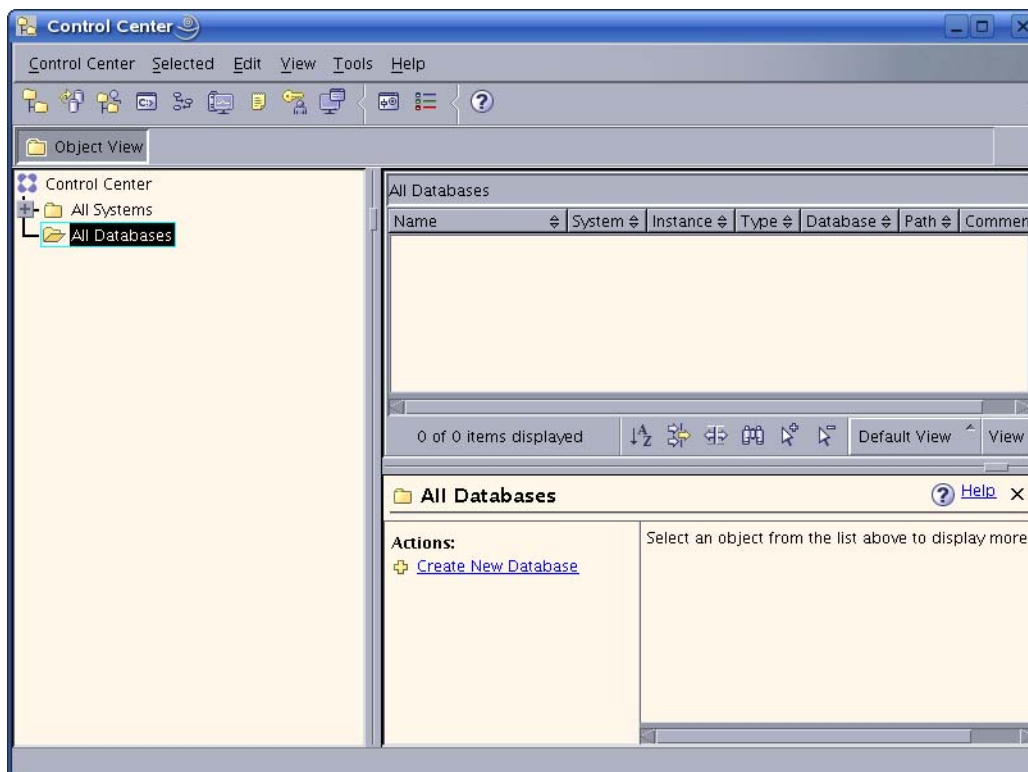 Control Center
Control Center Selected Edit View Tools Help
Object View
Control Center
All Systems
All Databases
All Databases
Name System Instance Type Database Path Commen
0 of 0 items displayed Default View View
All Databases Help
Actions:
Create New Database
Select an object from the list above to display more